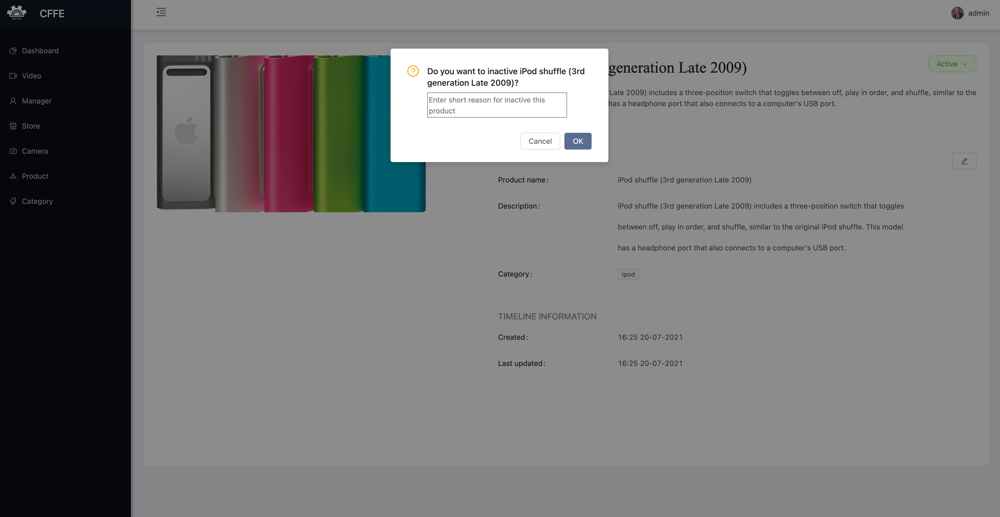 CFFE
CFFE
admin
Dashboard
Video
Manager
Store
Camera
Product
Category
OFF
generation Late 2009)
Active
Late 2009) includes a three-position switch that toggles between off, play in order, and shuffle, similar to the
has a headphone port that also connects to a computer's USB port.
Do you want to inactive iPod shuffle (3rd
generation Late 2009)?
Enter short reason for inactive this
product
Cancel
OK
Product name:
iPod shuffle (3rd generation Late 2009)
Description:
iPod shuffle (3rd generation Late 2009) includes a three-position switch that toggles
between off, play in order, and shuffle, similar to the original iPod shuffle. This model
has a headphone port that also connects to a computer's USB port.
Category:
Ipod
TIMELINE INFORMATION
Created:
16:25 20-07-2021
Last updated:
16:25 20-07-2021